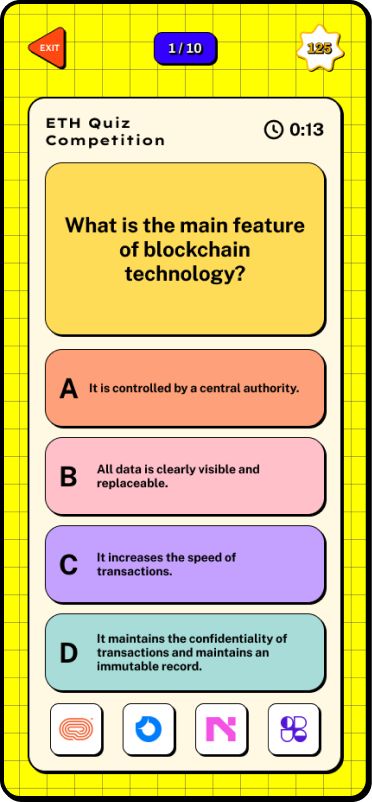 EXIT
1 / 10
125
ETH Quiz
Competition
0:13
What is the main feature
of blockchain
technology?
A
It is controlled by a central authority.
B
All data is clearly visible and
replaceable.
C
It increases the speed of
transactions.
D
It maintains the confidentiality of
transactions and maintains an
immutable record.